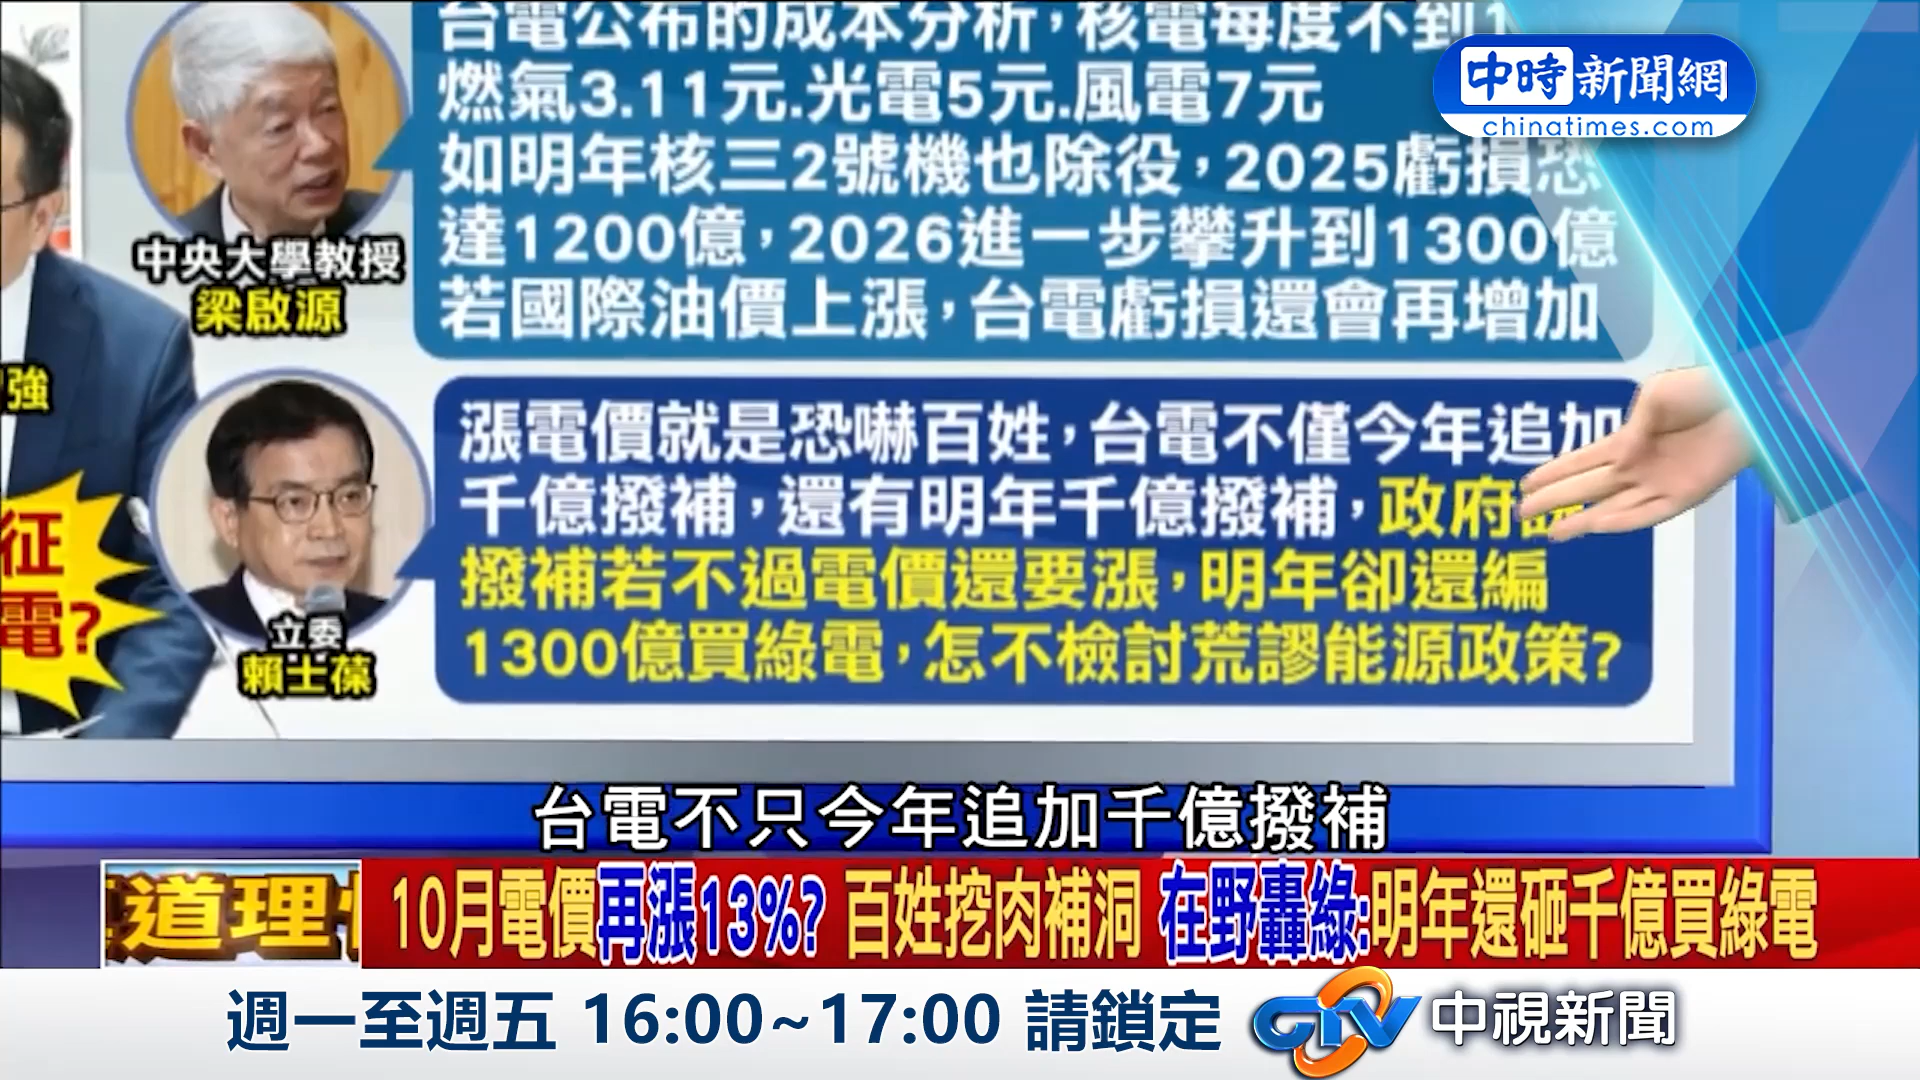 台電公布的成本分析，核電每度不到1
燃氣3.11元.光電5元.風電7元
如明年核三2號機也除役，2025虧損恐
達1200億，2026進一步攀升到1300億
若國際油價上漲，台電虧損還會再增加
中央大學教授
梁啟源
強
漲電價就是恐嚇百姓，台電不僅今年追加
千億撥補，還有明年千億撥補，政府
撥補若不過電價還要漲，明年卻還編
1300億買綠電，怎不檢討荒謬能源政策?
立委
賴士葆
征
電?
中時新聞網
chinatimes.com
台電不只今年追加千億撥補
道理
10月電價再漲13%? 百姓挖肉補洞 在野轟綠:明年還砸千億買綠電
週一至週五 16:00~17:00 請鎖定 CTV 中視新聞